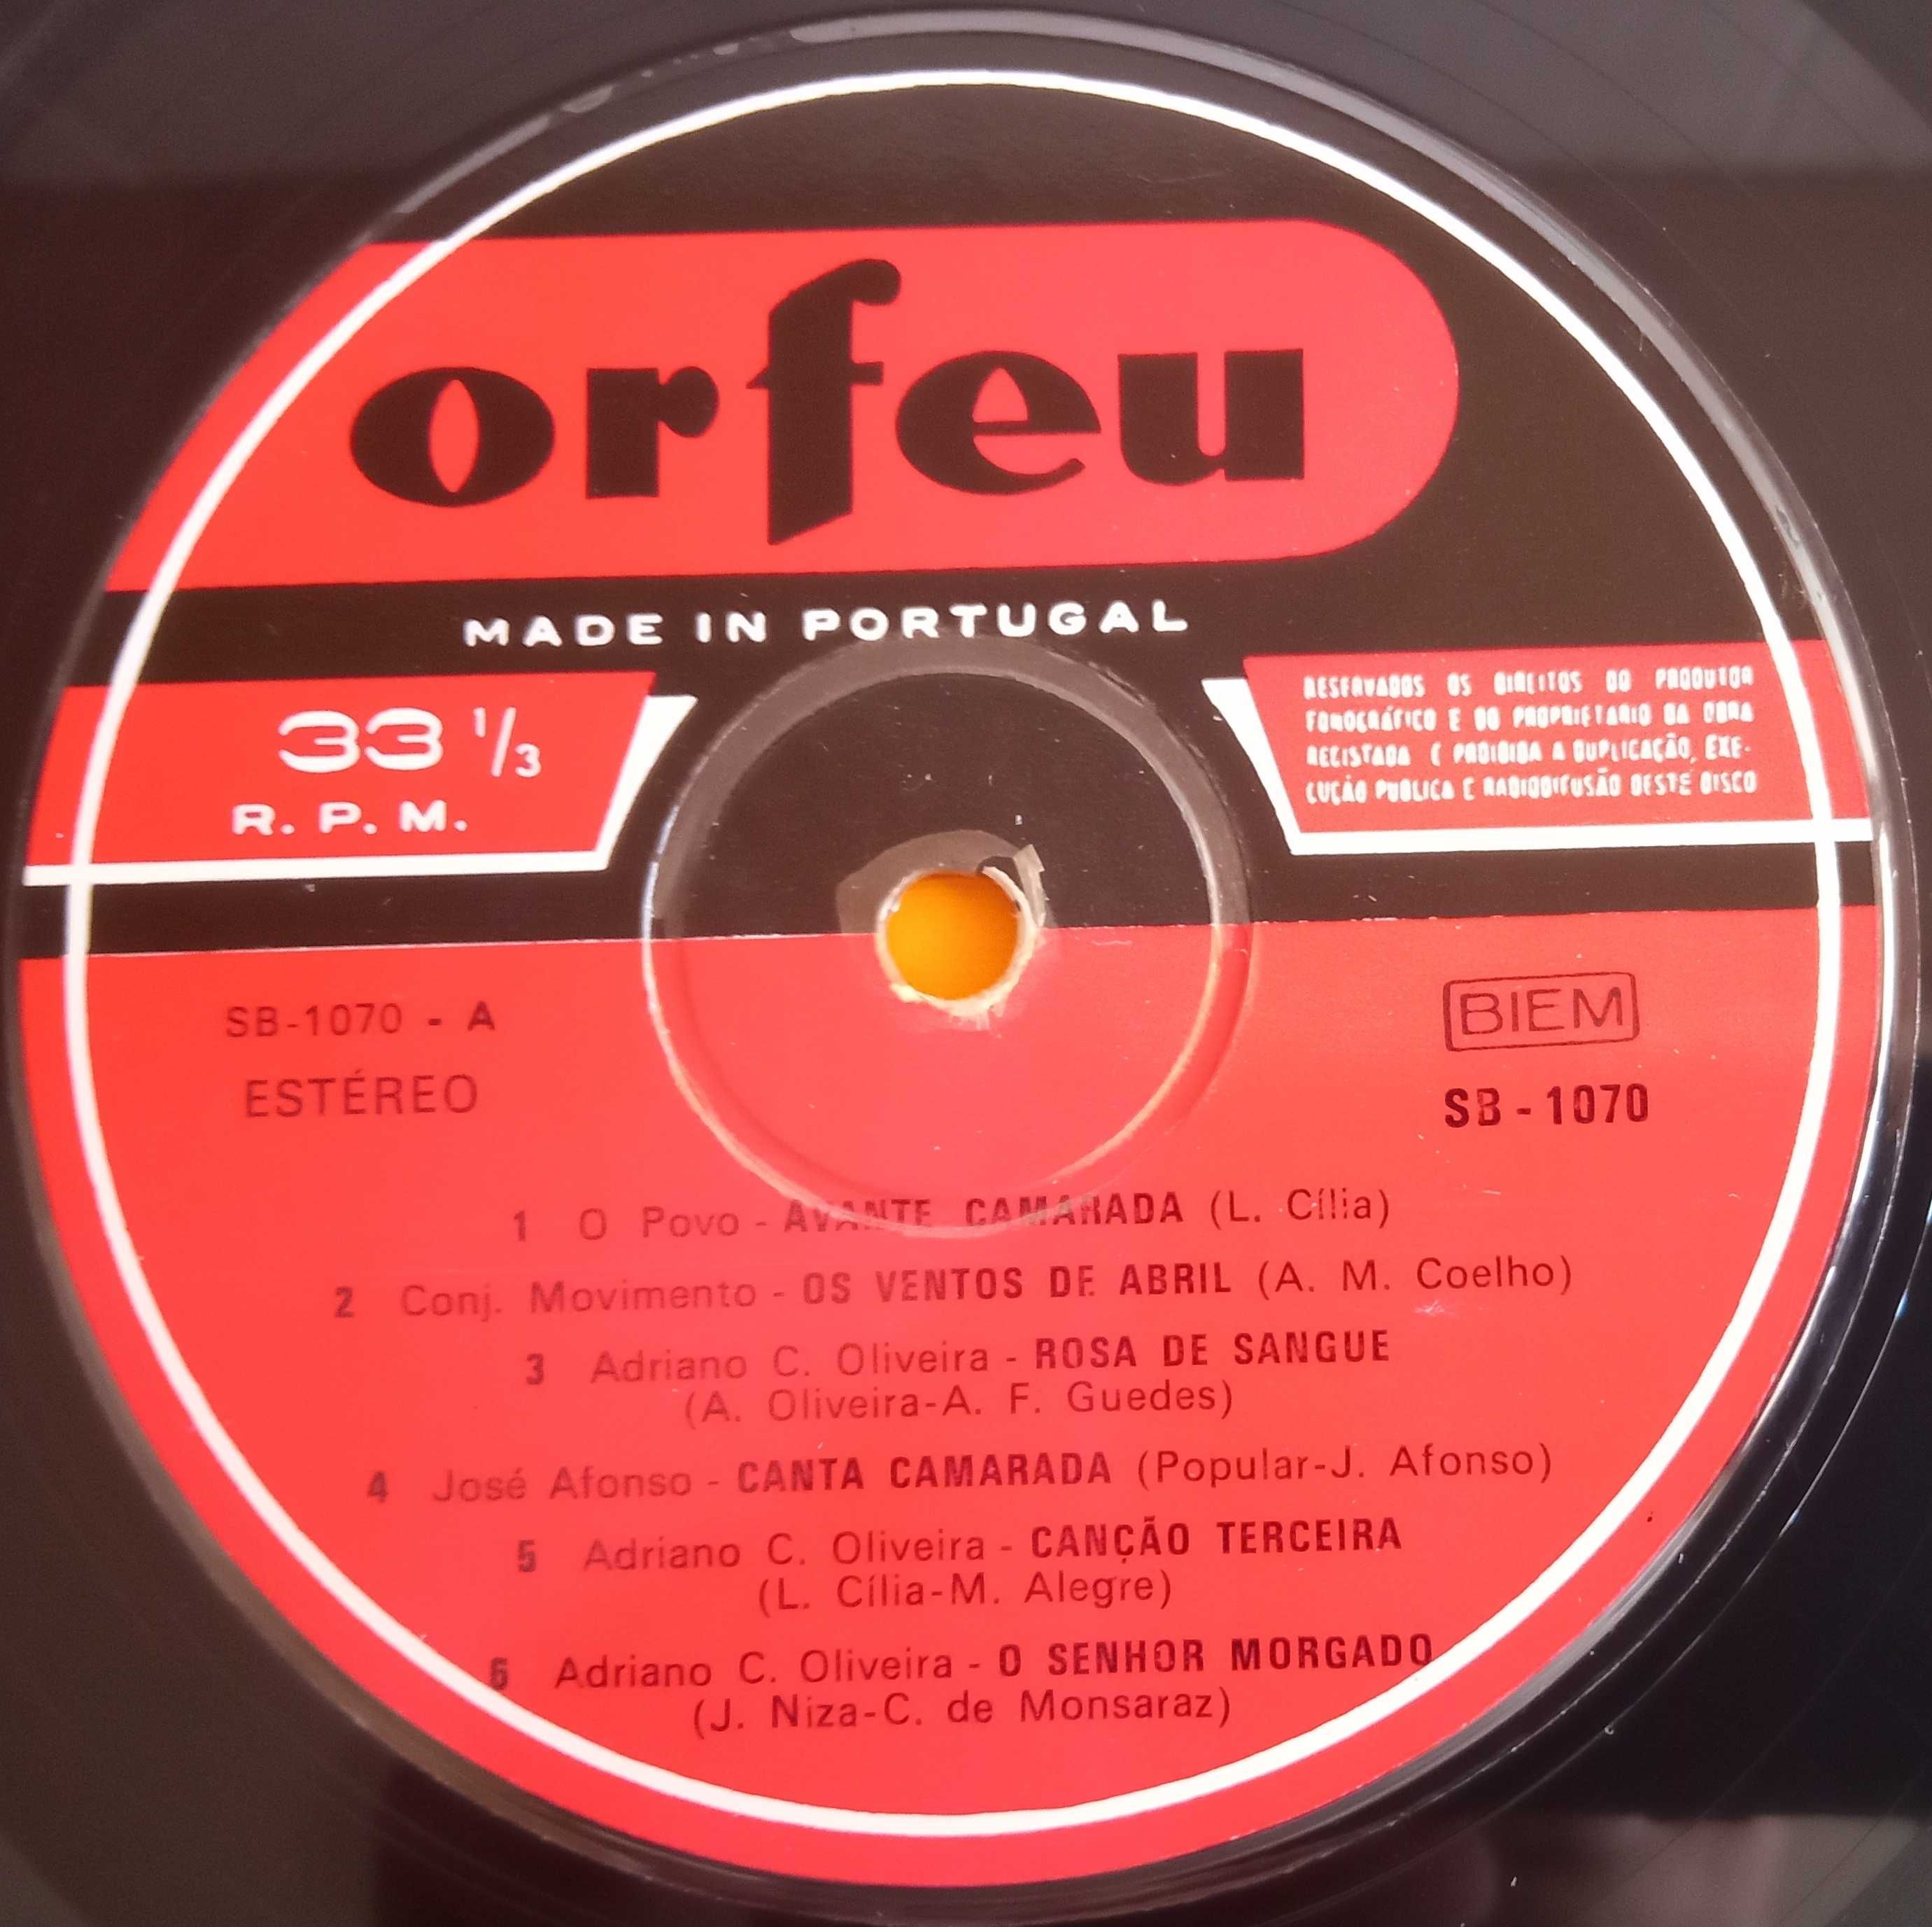 orfeu
MADE IN PORTUGAL
33 1/3
R. P. M.
RESERVADOS OS DIREITOS DO PRODUTOR
FONOGRÁFICO E DO PROPRIETARIO DA OBRA
REGISTADA É PROIBIDA A DUPLICAÇÃO, EXE-
CUÇÃO PUBLICA E RADIODIFUSÃO DESTE DISCO
SB-1070 - A
ESTÉREO
BIEM
SB - 1070
1 O Povo - AVANTE CAMARADA (L. Cília)
2 Conj. Movimento - OS VENTOS DE ABRIL (A. M. Coelho)
3 Adriano C. Oliveira - ROSA DE SANGUE
(A. Oliveira-A. F. Guedes)
4 José Afonso - CANTA CAMARADA (Popular-J. Afonso)
5 Adriano C. Oliveira - CANÇÃO TERCEIRA
(L. Cília-M. Alegre)
6 Adriano C. Oliveira - O SENHOR MORGADO
(J. Niza-C. de Monsaraz)